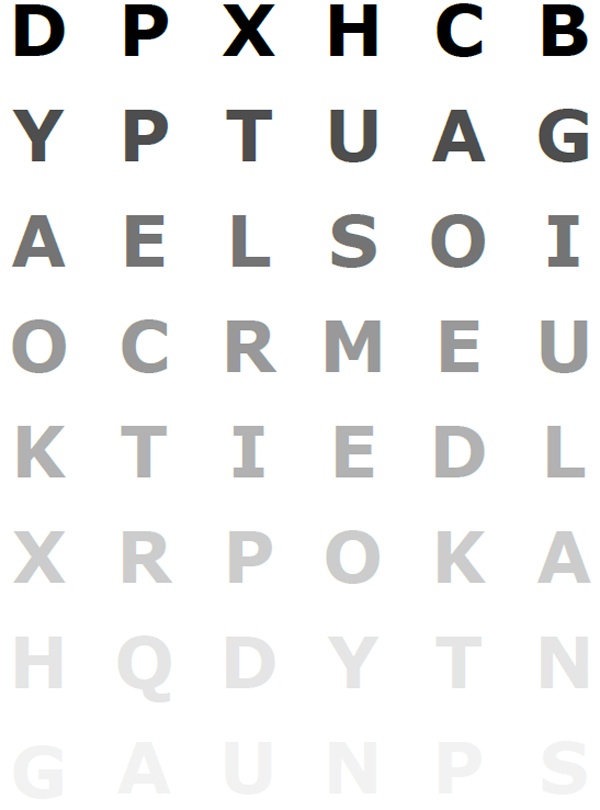 D P X H C B
Y P T U A G
A E L S O I
O C R M E U
K T I E D L
X R P O K A
H Q D Y T N
G A U N P S